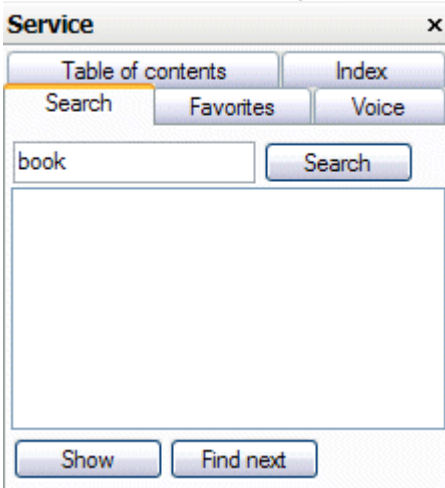 Service x
Table of contents Index
Search Favorites Voice
book Search
Show Find next